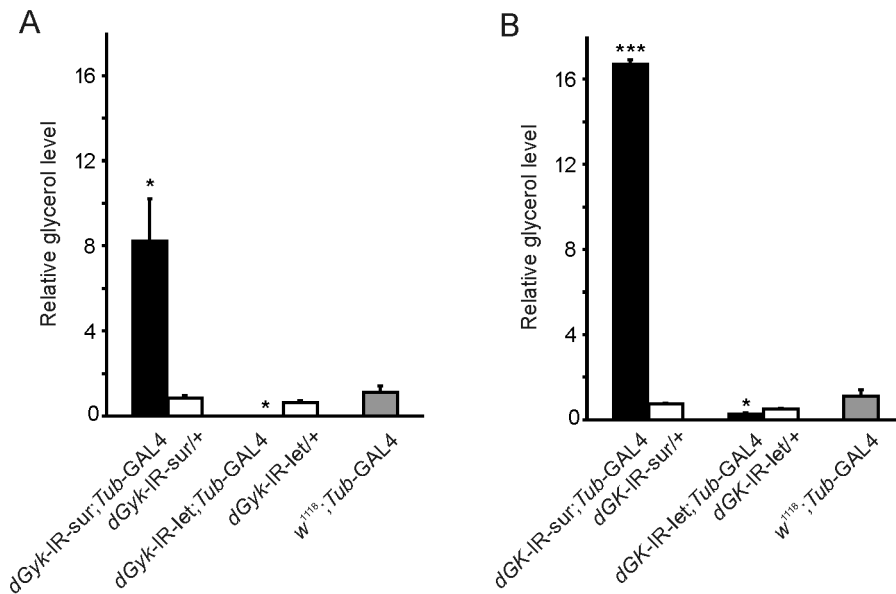 A
Relative glycerol level
16
12
8
4
0
*
*
dGyk-IR-sur;Tub-GAL4
dGyk-IR-sur/+
dGyk-IR-let;Tub-GAL4
dGyk-IR-let/+
w¹¹¹⁸;Tub-GAL4
B
Relative glycerol level
16
12
8
4
0
***
*
dGK-IR-sur;Tub-GAL4
dGK-IR-sur/+
dGK-IR-let;Tub-GAL4
dGK-IR-let/+
w¹¹¹⁸;Tub-GAL4